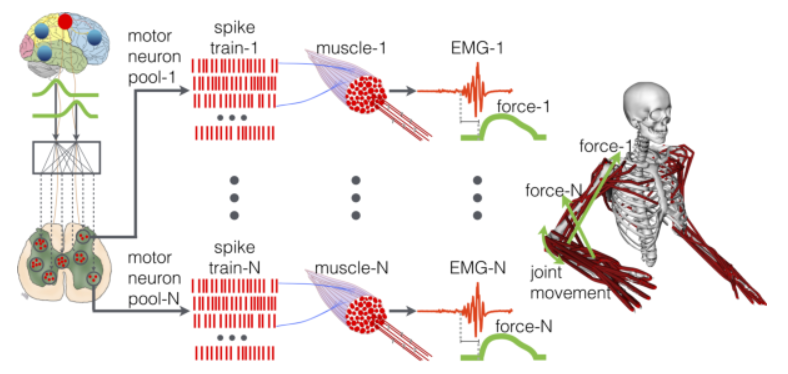 motor
neuron
pool-1
spike
train-1
muscle-1
EMG-1
force-1
force-1
force-N
joint
movement
motor
neuron
pool-N
spike
train-N
muscle-N
EMG-N
force-N